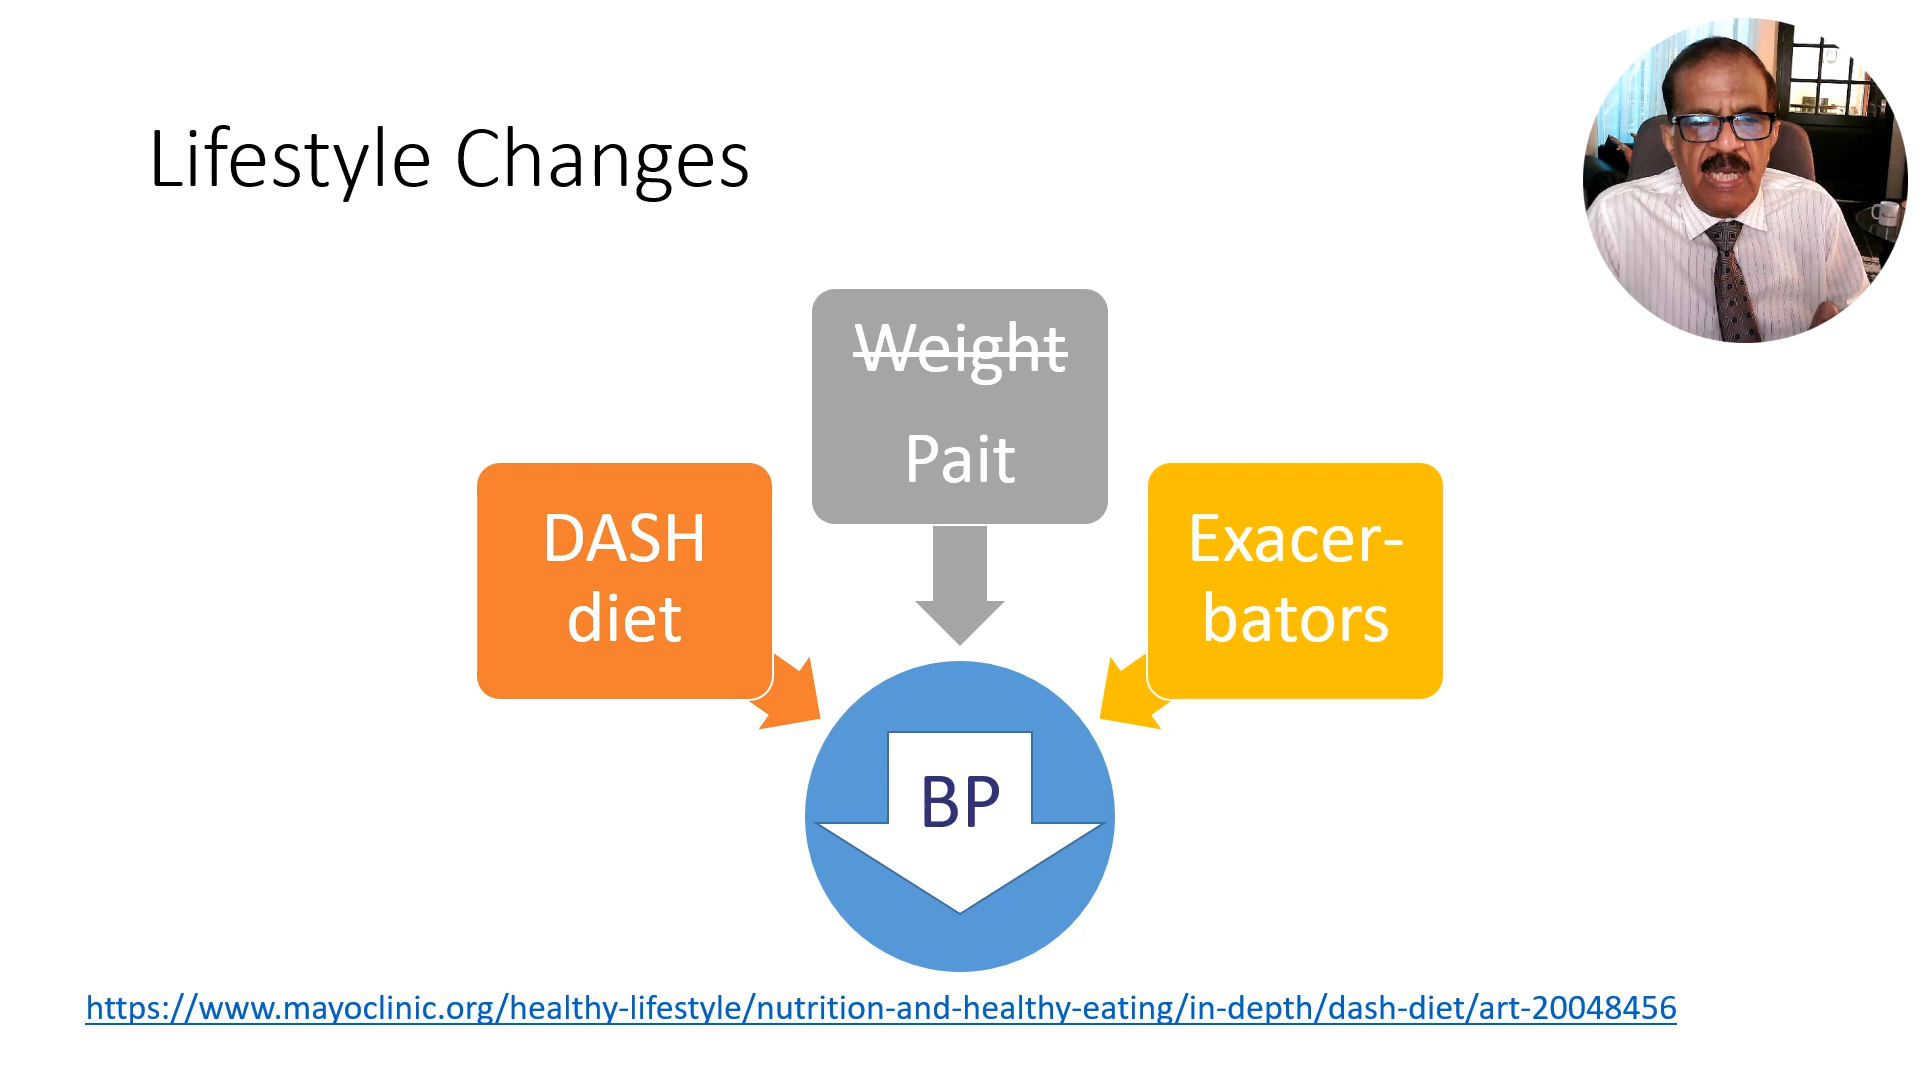 Lifestyle Changes
Weight
Pait
DASH
diet
Exacer-
bators
BP
https://www.mayoclinic.org/healthy-lifestyle/nutrition-and-healthy-eating/in-depth/dash-diet/art-20048456